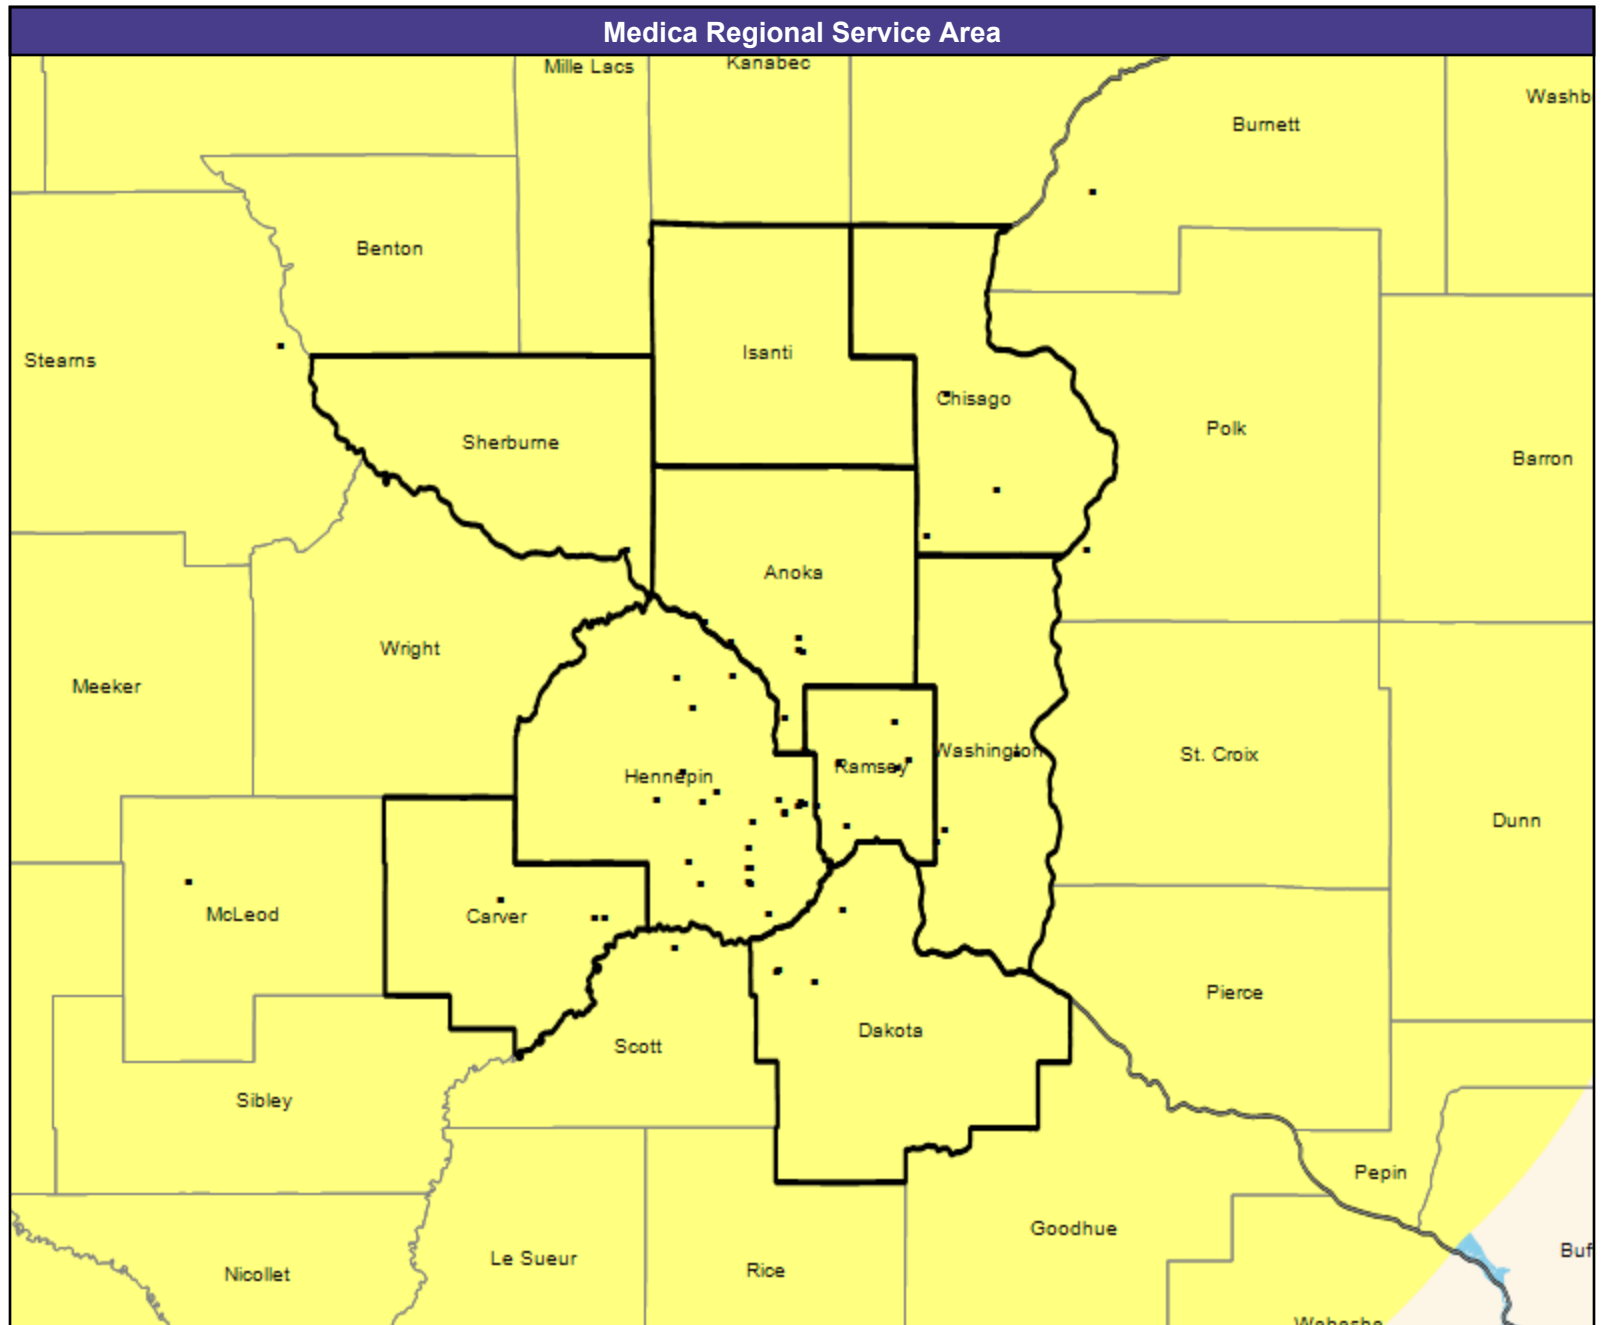 Medica Regional Service Area
Mille Lacs
Kanabec
Washb
Burnett
Benton
Stearns
Isanti
Chisago
Sherburne
Polk
Barron
Anoka
Wright
Meeker
Hennepin
Ramsey
Washington
St. Croix
Dunn
McLeod
Carver
Pierce
Scott
Dakota
Sibley
Pepin
Goodhue
Buf
Le Sueur
Rice
Nicollet
Wabasha